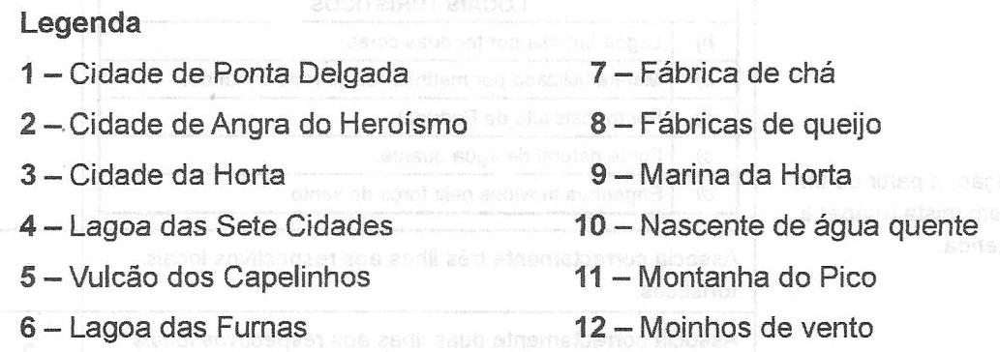 Legenda
1 – Cidade de Ponta Delgada
2 – Cidade de Angra do Heroísmo
3 – Cidade da Horta
4 – Lagoa das Sete Cidades
5 – Vulcão dos Capelinhos
6 – Lagoa das Furnas
7 – Fábrica de chá
8 – Fábricas de queijo
9 – Marina da Horta
10 – Nascente de água quente
11 – Montanha do Pico
12 – Moinhos de vento